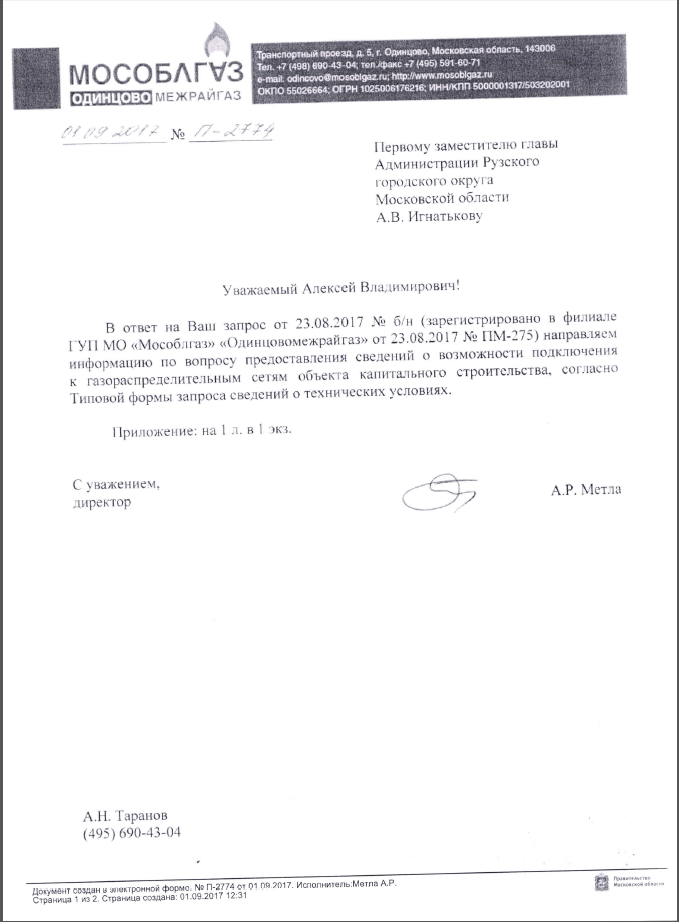 МОСОБЛГАЗ
ОДИНЦОВО МЕЖРАЙГАЗ
Транспортный проезд, д. 5, г. Одинцово, Московская область, 143006
Тел. +7 (498) 690-43-04; тел./факс +7 (495) 591-60-71
e-mail: odincovo@mosoblgaz.ru; http://www.mosoblgaz.ru
ОКПО 55026664; ОГРН 1025006176216; ИНН/КПП 5000001317/503202001
01.09.2017 № П-2774
Первому заместителю главы
Администрации Рузского
городского округа
Московской области
А.В. Игнатькову
Уважаемый Алексей Владимирович!
В ответ на Ваш запрос от 23.08.2017 № б/н (зарегистрировано в филиале
ГУП МО «Мособлгаз» «Одинцовомежрайгаз» от 23.08.2017 № ПМ-275) направляем
информацию по вопросу предоставления сведений о возможности подключения
к газораспределительным сетям объекта капитального строительства, согласно
Типовой формы запроса сведений о технических условиях.
Приложение: на 1 л. в 1 экз.
С уважением,
директор
А.Р. Метла
А.Н. Таранов
(495) 690-43-04
Документ создан в электронной форме. № П-2774 от 01.09.2017. Исполнитель:Метла А.Р.
Страница 1 из 2. Страница создана: 01.09.2017 12:31
Правительство
Московской области